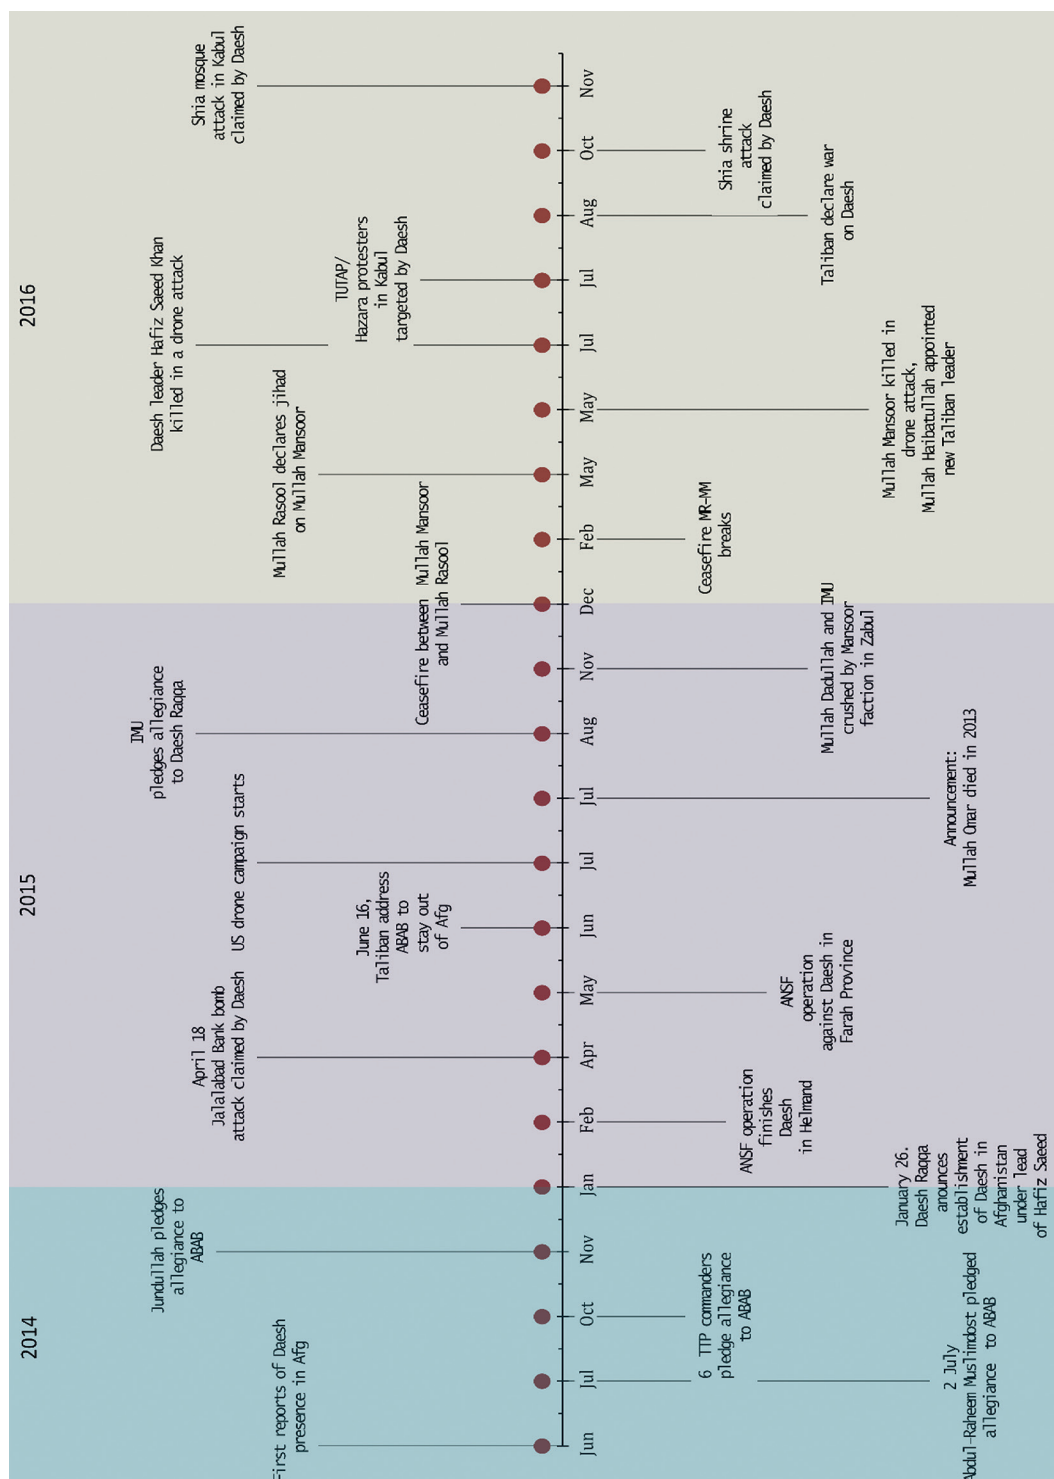 2014
2015
2016
First reports of Daesh
presence in Afg
Jundullah pledges
allegiance to
ABAB
April 18
Jalalabad Bank bomb
attack claimed by Daesh
June 16,
Taliban address
ABAB to
stay out
of Afg
US drone campaign starts
IMU
pledges allegiance
to Daesh Raqqa
Ceasefire between Mullah Mansoor
and Mullah Rasool
Mullah Rasool declares jihad
on Mullah Mansoor
Daesh leader Hafiz Saeed Khan
killed in a drone attack
TUTAP/
Hazara protesters
in Kabul
targeted by Daesh
Shia mosque
attack in Kabul
claimed by Daesh
Jun
Jul
Oct
Nov
Jan
Feb
Apr
May
Jun
Jul
Jul
Aug
Nov
Dec
Feb
May
May
Jul
Jul
Aug
Oct
Nov
2 July
Abdul-Raheem Muslimdost pledged
allegiance to ABAB
6 TTP commanders
pledge allegiance
to ABAB
January 26.
Daesh Raqqa
anounces
establishment
of Daesh in
Afghanistan
under lead
of Hafiz Saeed
ANSF operation
finishes
Daesh
in Helmand
ANSF
operation
against Daesh in
Farah Province
Announcement:
Mullah Omar died in 2013
Mullah Dadullah and IMU
crushed by Mansoor
faction in Zabul
Ceasefire MR-MM
breaks
Mullah Mansoor killed in
drone attack,
Mullah Haibatullah appointed
new Taliban leader
Taliban declare war
on Daesh
Shia shrine
attack
claimed by Daesh